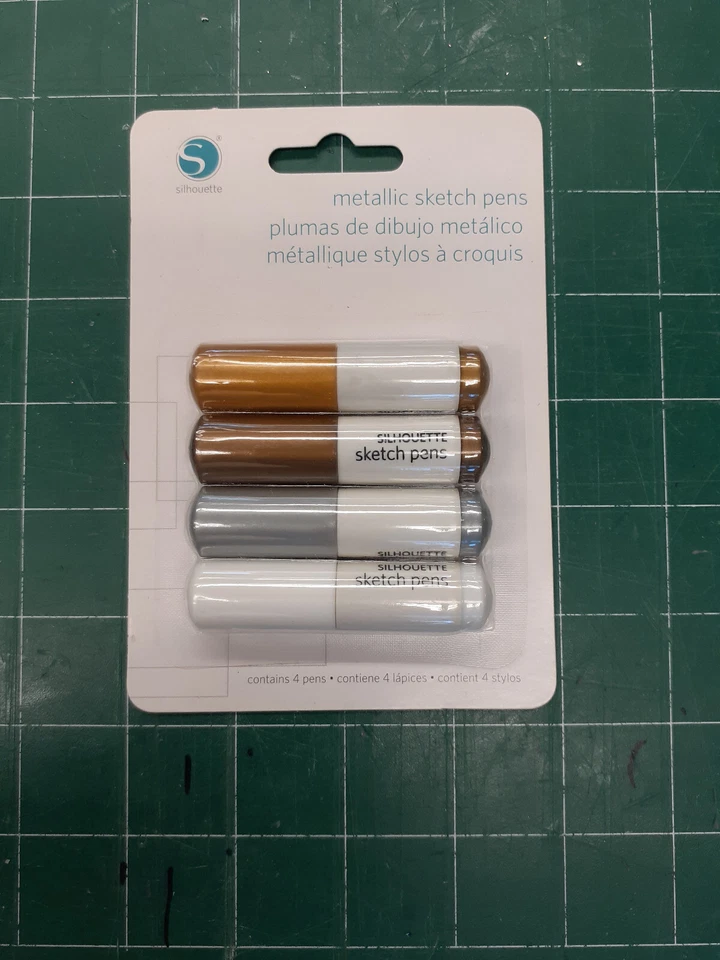 S®
silhouette
metallic sketch pens
plumas de dibujo metálico
métallique stylos à croquis
SILHOUETTE
sketch pens
SILHOUETTE
SILHOUETTE
sketch pens
contains 4 pens • contiene 4 lápices • contient 4 stylos